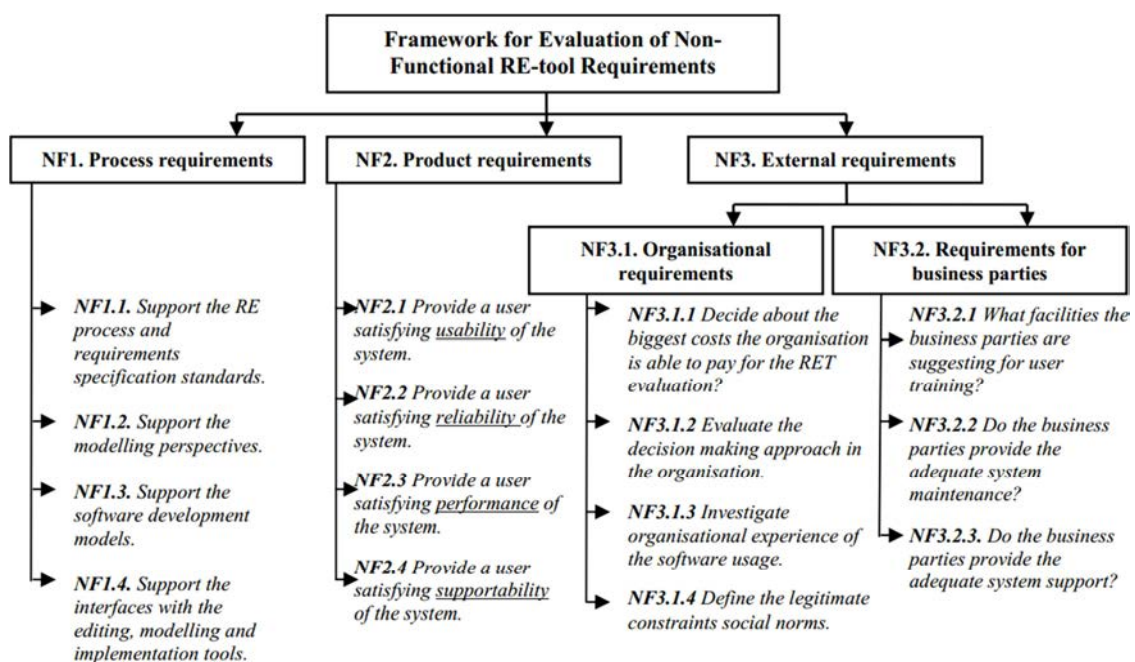 Framework for Evaluation of Non-
Functional RE-tool Requirements
NF1. Process requirements
NF2. Product requirements
NF3. External requirements
NF3.1. Organisational
requirements
NF3.2. Requirements for
business parties
NF1.1. Support the RE
process and
requirements
specification standards.
NF1.2. Support the
modelling perspectives.
NF1.3. Support the
software development
models.
NF1.4. Support the
interfaces with the
editing, modelling and
implementation tools.
NF2.1 Provide a user
satisfying usability of the
system.
NF2.2 Provide a user
satisfying reliability of the
system.
NF2.3 Provide a user
satisfying performance of
the system.
NF2.4 Provide a user
satisfying supportability
of the system.
NF3.1.1 Decide about the
biggest costs the organisation
is able to pay for the RET
evaluation?
NF3.1.2 Evaluate the
decision making approach in
the organisation.
NF3.1.3 Investigate
organisational experience of
the software usage.
NF3.1.4 Define the legitimate
constraints social norms.
NF3.2.1 What facilities the
business parties are
suggesting for user
training?
NF3.2.2 Do the business
parties provide the
adequate system
maintenance?
NF3.2.3. Do the business
parties provide the
adequate system support?